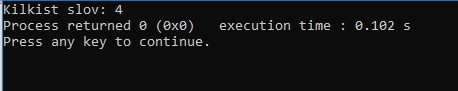 Kilkist slov: 4
Process returned 0 (0x0)   execution time : 0.102 s
Press any key to continue.